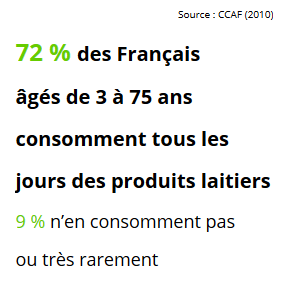 Source : CCAF (2010)
72 % des Français
âgés de 3 à 75 ans
consomment tous les
jours des produits laitiers
9 % n’en consomment pas
ou très rarement